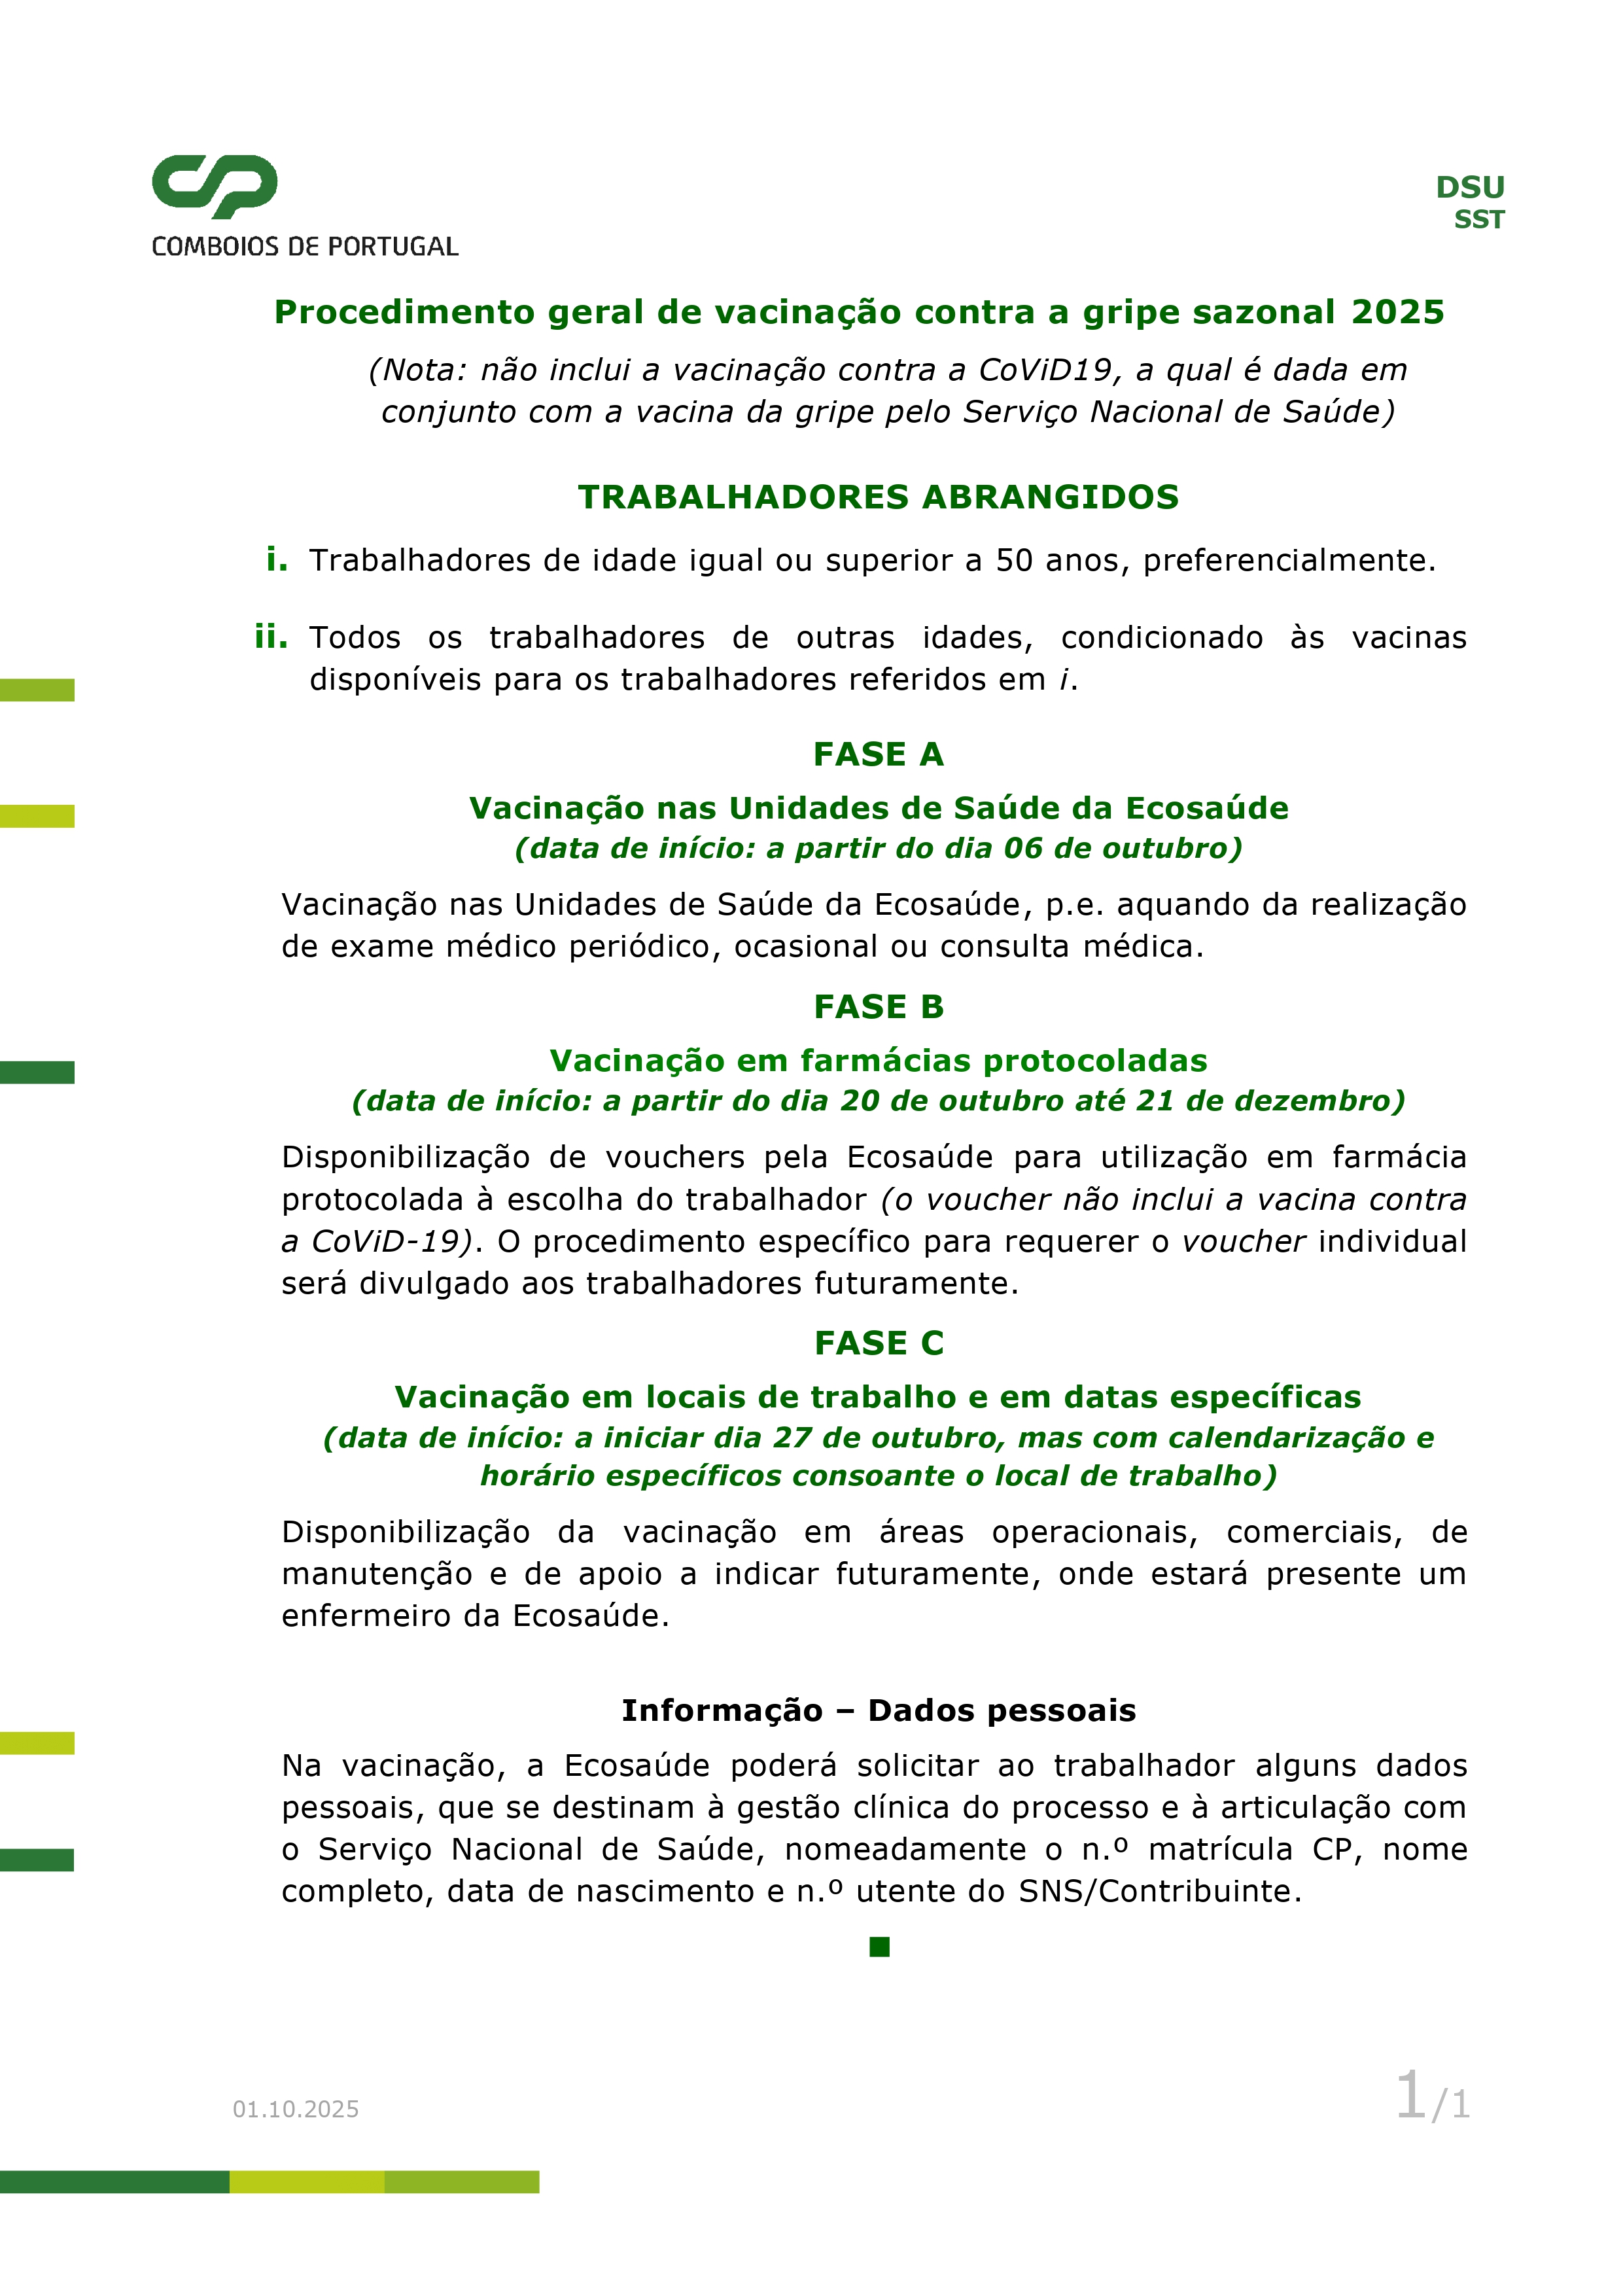 CP
COMBOIOS DE PORTUGAL
DSU
SST
Procedimento geral de vacinação contra a gripe sazonal 2025
(Nota: não inclui a vacinação contra a CoViD19, a qual é dada em
conjunto com a vacina da gripe pelo Serviço Nacional de Saúde)
TRABALHADORES ABRANGIDOS
i. Trabalhadores de idade igual ou superior a 50 anos, preferencialmente.
ii. Todos os trabalhadores de outras idades, condicionado às vacinas
disponíveis para os trabalhadores referidos em i.
FASE A
Vacinação nas Unidades de Saúde da Ecosaúde
(data de início: a partir do dia 06 de outubro)
Vacinação nas Unidades de Saúde da Ecosaúde, p.e. aquando da realização
de exame médico periódico, ocasional ou consulta médica.
FASE B
Vacinação em farmácias protocoladas
(data de início: a partir do dia 20 de outubro até 21 de dezembro)
Disponibilização de vouchers pela Ecosaúde para utilização em farmácia
protocolada à escolha do trabalhador (o voucher não inclui a vacina contra
a CoViD-19). O procedimento específico para requerer o voucher individual
será divulgado aos trabalhadores futuramente.
FASE C
Vacinação em locais de trabalho e em datas específicas
(data de início: a iniciar dia 27 de outubro, mas com calendarização e
horário específicos consoante o local de trabalho)
Disponibilização da vacinação em áreas operacionais, comerciais, de
manutenção e de apoio a indicar futuramente, onde estará presente um
enfermeiro da Ecosaúde.
Informação – Dados pessoais
Na vacinação, a Ecosaúde poderá solicitar ao trabalhador alguns dados
pessoais, que se destinam à gestão clínica do processo e à articulação com
o Serviço Nacional de Saúde, nomeadamente o n.º matrícula CP, nome
completo, data de nascimento e n.º utente do SNS/Contribuinte.
01.10.2025
1/1